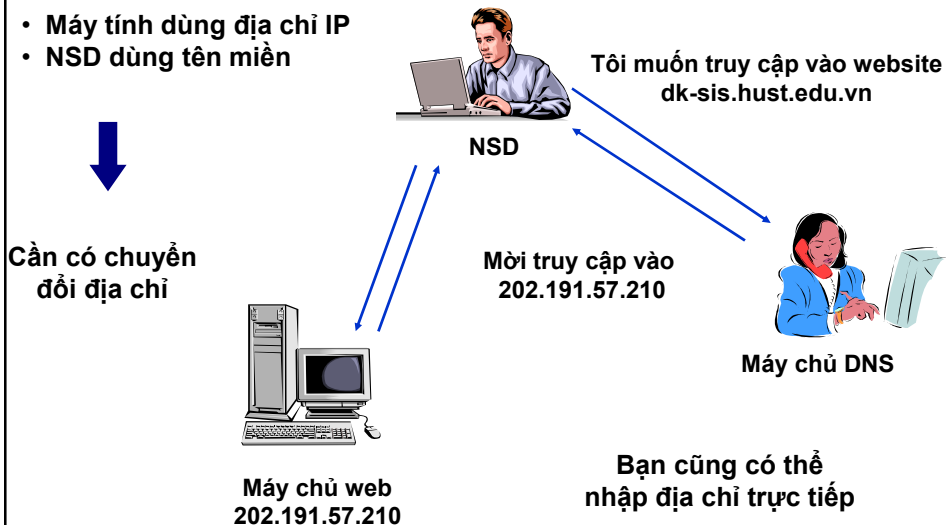 • Máy tính dùng địa chỉ IP
• NSD dùng tên miền
Tôi muốn truy cập vào website
dk-sis.hust.edu.vn
NSD
Cần có chuyển
đổi địa chỉ
Mời truy cập vào
202.191.57.210
Máy chủ DNS
Máy chủ web
202.191.57.210
Bạn cũng có thể
nhập địa chỉ trực tiếp